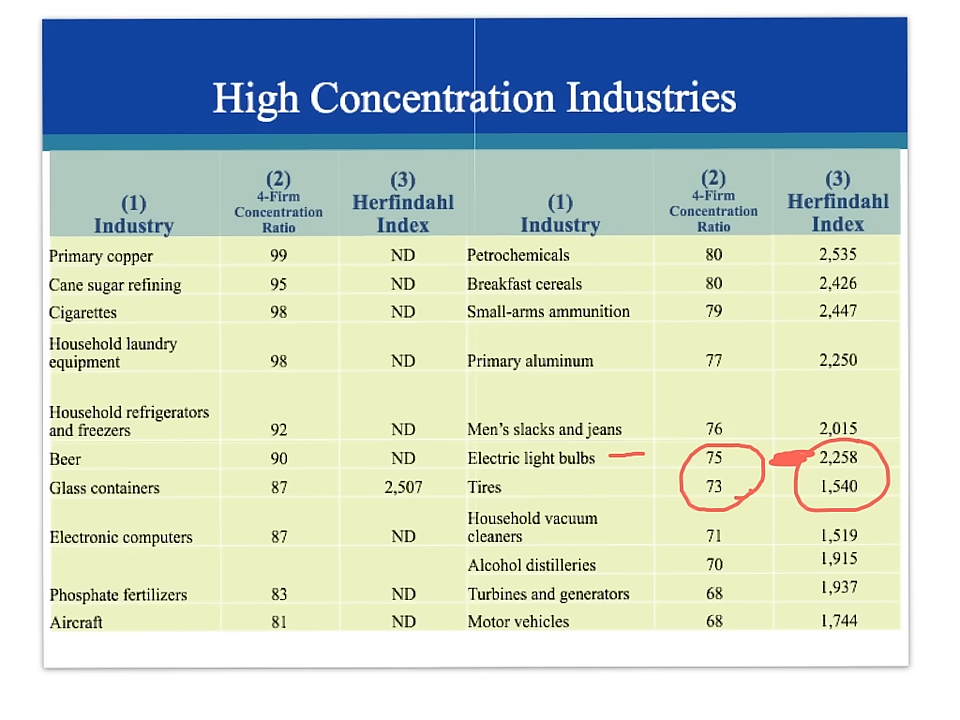 High Concentration Industries
(1) Industry (2) 4-Firm Concentration Ratio (3) Herfindahl Index (1) Industry (2) 4-Firm Concentration Ratio (3) Herfindahl Index
Primary copper 99 ND Petrochemicals 80 2,535
Cane sugar refining 95 ND Breakfast cereals 80 2,426
Cigarettes 98 ND Small-arms ammunition 79 2,447
Household laundry
equipment 98 ND Primary aluminum 77 2,250
Household refrigerators
and freezers 92 ND Men’s slacks and jeans 76 2,015
Beer 90 ND Electric light bulbs 75 2,258
Glass containers 87 2,507 Tires 73 1,540
Household vacuum
Electronic computers 87 ND cleaners 71 1,519
Alcohol distilleries 70 1,915
Phosphate fertilizers 83 ND Turbines and generators 68 1,937
Aircraft 81 ND Motor vehicles 68 1,744